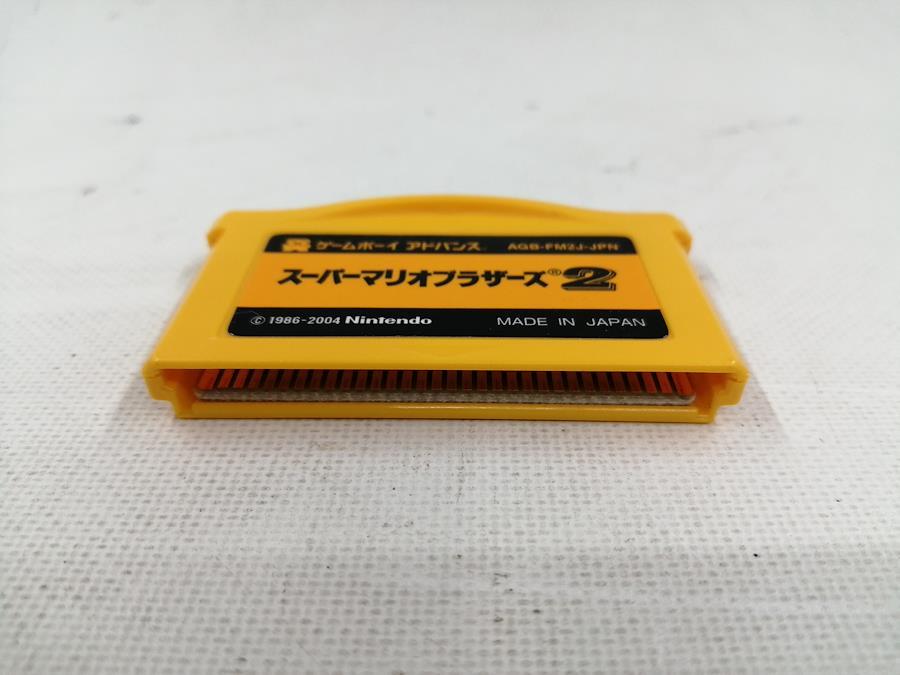 ゲームボーイ アドバンス AGB-FM2J-JPN
スーパーマリオブラザーズ®2
© 1986-2004 Nintendo MADE IN JAPAN